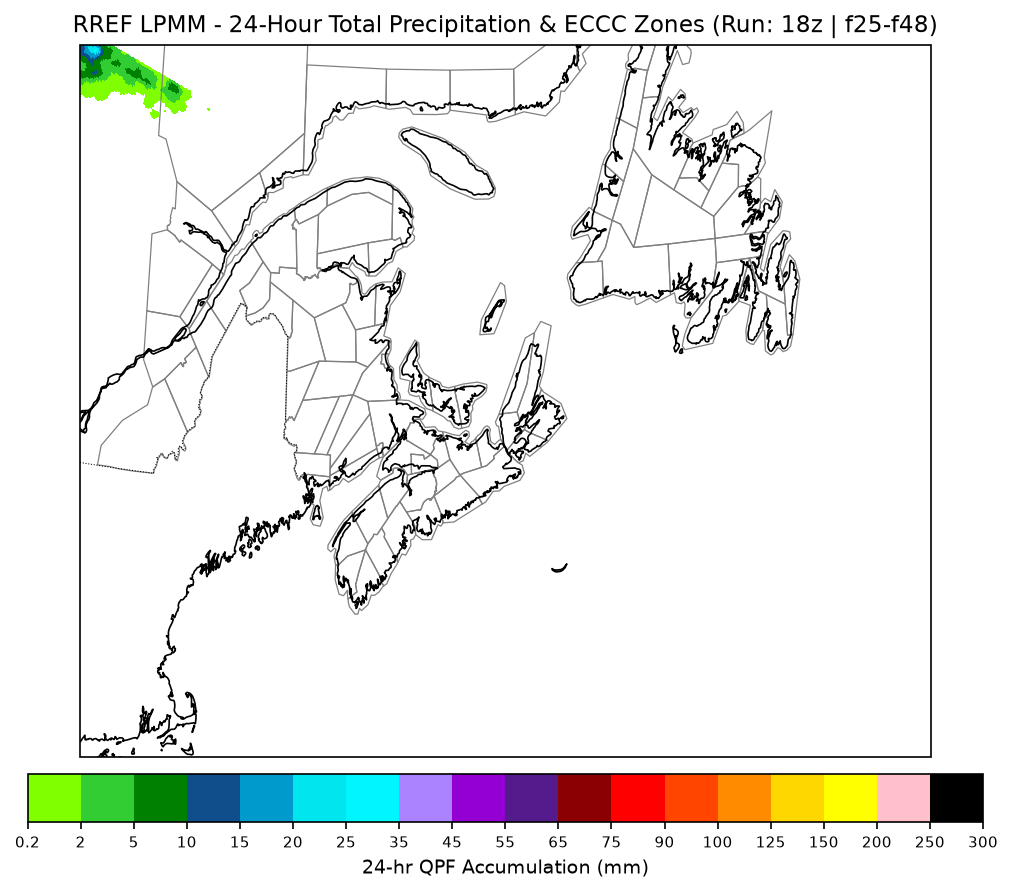 RREF LPMM - 24-Hour Total Precipitation & ECCC Zones (Run: 18z | f25-f48)
0.2 2 5 10 15 20 25 35 45 55 65 75 90 100 125 150 200 250 300
24-hr QPF Accumulation (mm)